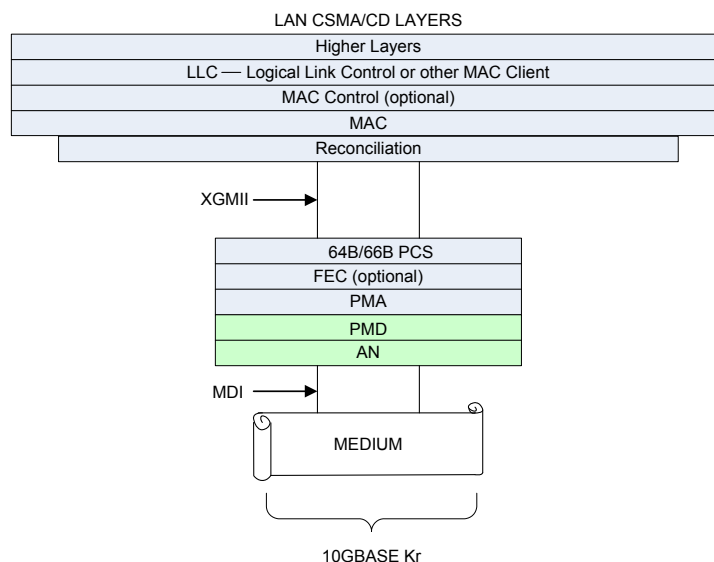 LAN CSMA/CD LAYERS
Higher Layers
LLC — Logical Link Control or other MAC Client
MAC Control (optional)
MAC
Reconciliation
XGMII
64B/66B PCS
FEC (optional)
PMA
PMD
AN
MDI
MEDIUM
10GBASE Kr